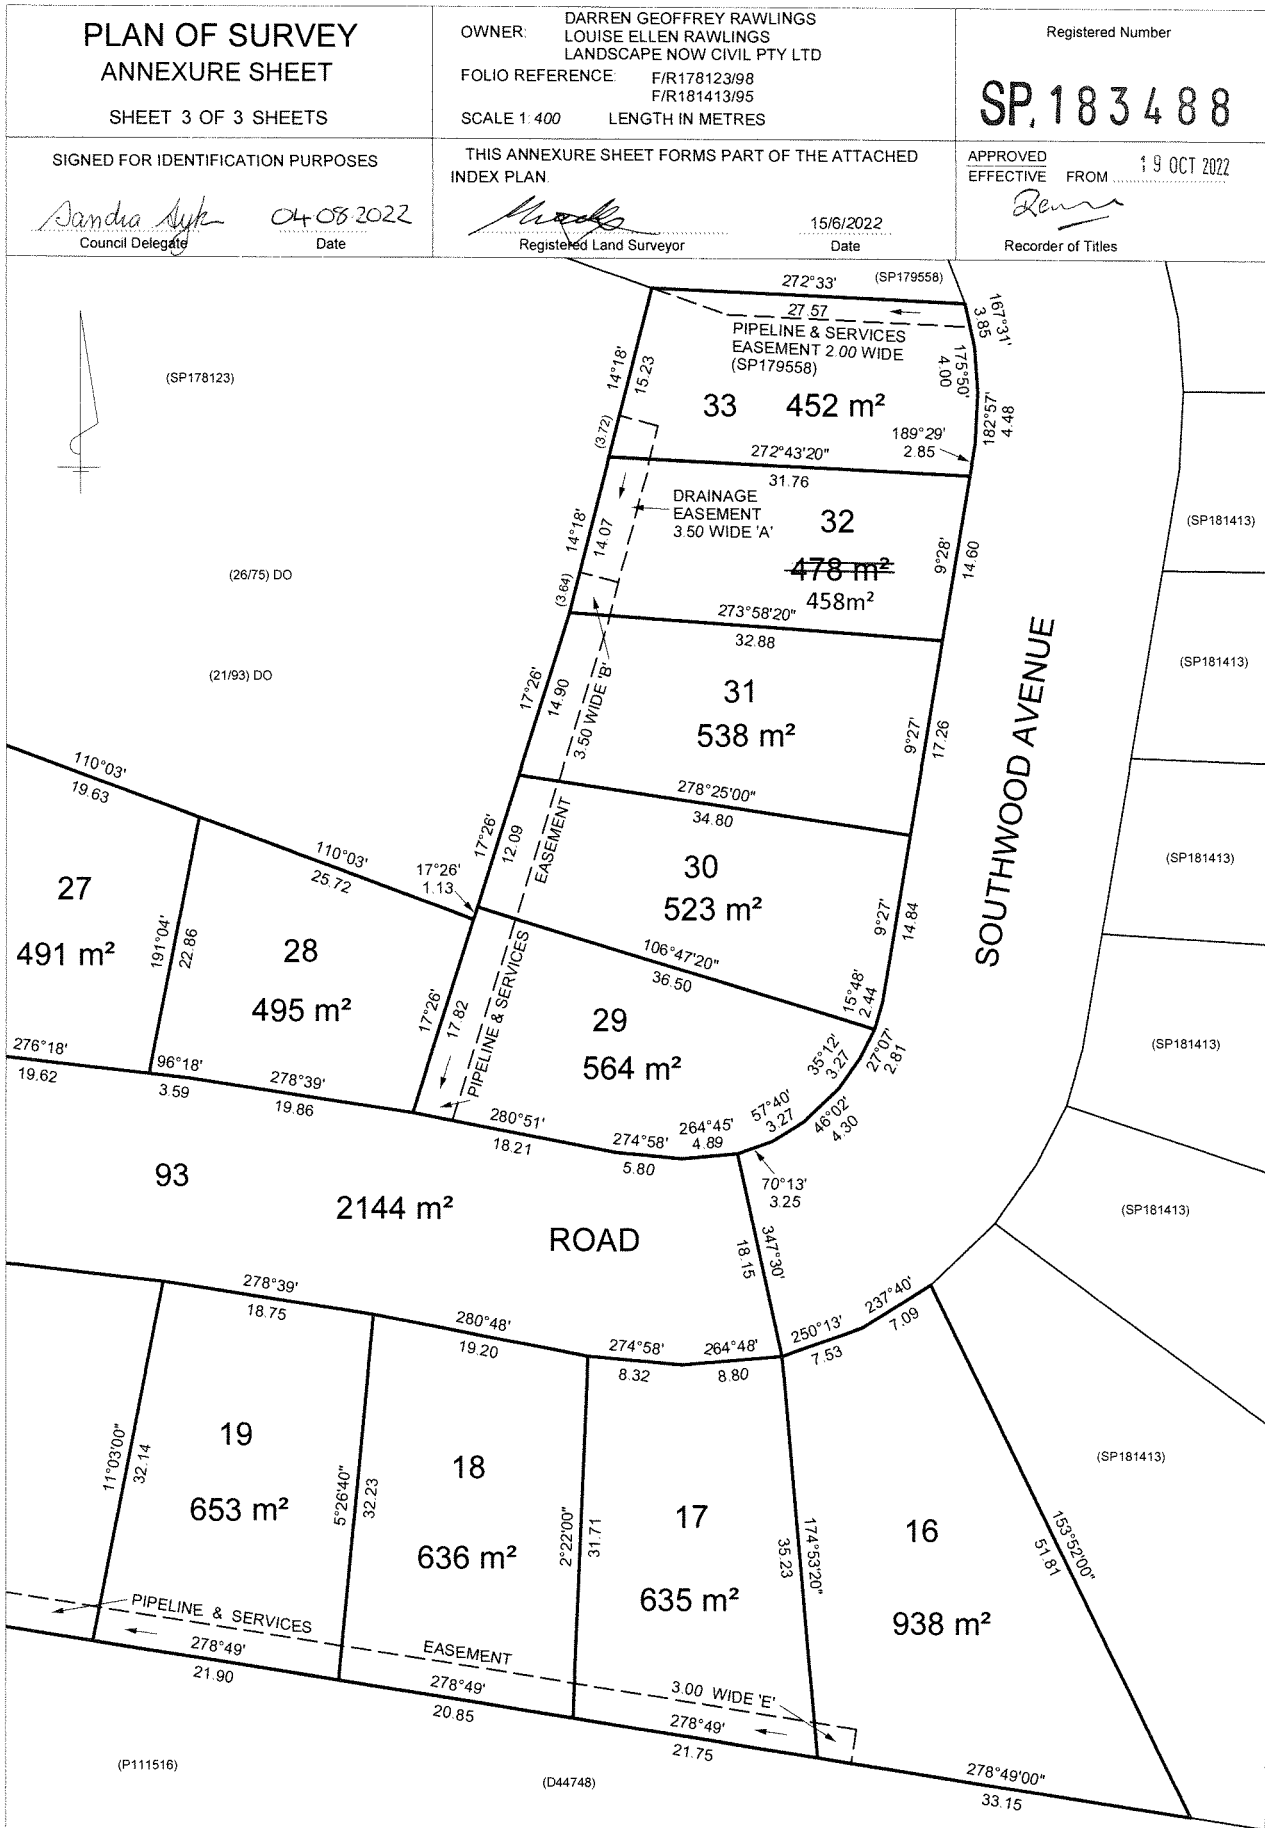 PLAN OF SURVEY
ANNEXURE SHEET
SHEET 3 OF 3 SHEETS
OWNER: DARREN GEOFFREY RAWLINGS
LOUISE ELLEN RAWLINGS
LANDSCAPE NOW CIVIL PTY LTD
FOLIO REFERENCE: F/R178123/98
F/R181413/95
SCALE 1: 400 LENGTH IN METRES
Registered Number
SP. 183488
SIGNED FOR IDENTIFICATION PURPOSES
Sandra 04-08-2022
Council Delegate Date
THIS ANNEXURE SHEET FORMS PART OF THE ATTACHED
INDEX PLAN.
15/6/2022
Registered Land Surveyor Date
APPROVED
EFFECTIVE FROM 19 OCT 2022
Recorder of Titles
272°33'
(SP179558)
27.57
PIPELINE & SERVICES
EASEMENT 2.00 WIDE
(SP179558)
167°31'
3.85
175°50'
4.00
182°57'
4.48
189°29'
2.85
14°18'
15.23
(3.72)
33 452 m²
272°43'20"
31.76
(SP178123)
DRAINAGE
EASEMENT
3.50 WIDE 'A'
32
478 m²
458m²
14°18'
14.07
(3.64)
9°28'
14.60
(SP181413)
(26/75) DO
273°58'20"
32.88
(21/93) DO
31
538 m²
17°26'
14.90
3.50 WIDE 'B'
9°27'
17.26
SOUTHWOOD AVENUE
(SP181413)
278°25'00"
34.80
110°03'
19.63
110°03'
25.72
17°26'
1.13
17°26'
12.09
EASEMENT
30
523 m²
9°27'
14.84
(SP181413)
27
491 m²
191°04'
22.86
28
495 m²
106°47'20"
36.50
15°48'
2.44
17°26'
17.82
PIPELINE & SERVICES
29
564 m²
35°12'
3.27
27°07'
2.81
57°40'
3.27
46°02'
4.30
(SP181413)
276°18'
19.62
96°18'
3.59
278°39'
19.86
280°51'
18.21
274°58'
5.80
264°45'
4.89
70°13'
3.25
93
2144 m²
ROAD
347°30'
18.15
(SP181413)
278°39'
18.75
280°48'
19.20
274°58'
8.32
264°48'
8.80
250°13'
7.53
237°40'
7.09
11°03'00"
32.14
19
653 m²
5°26'40"
32.23
18
636 m²
2°22'00"
31.71
17
635 m²
174°53'20"
35.23
16
938 m²
153°52'00"
51.81
(SP181413)
PIPELINE & SERVICES
EASEMENT
3.00 WIDE 'E'
278°49'
21.90
278°49'
20.85
278°49'
21.75
278°49'00"
33.15
(P111516)
(D44748)